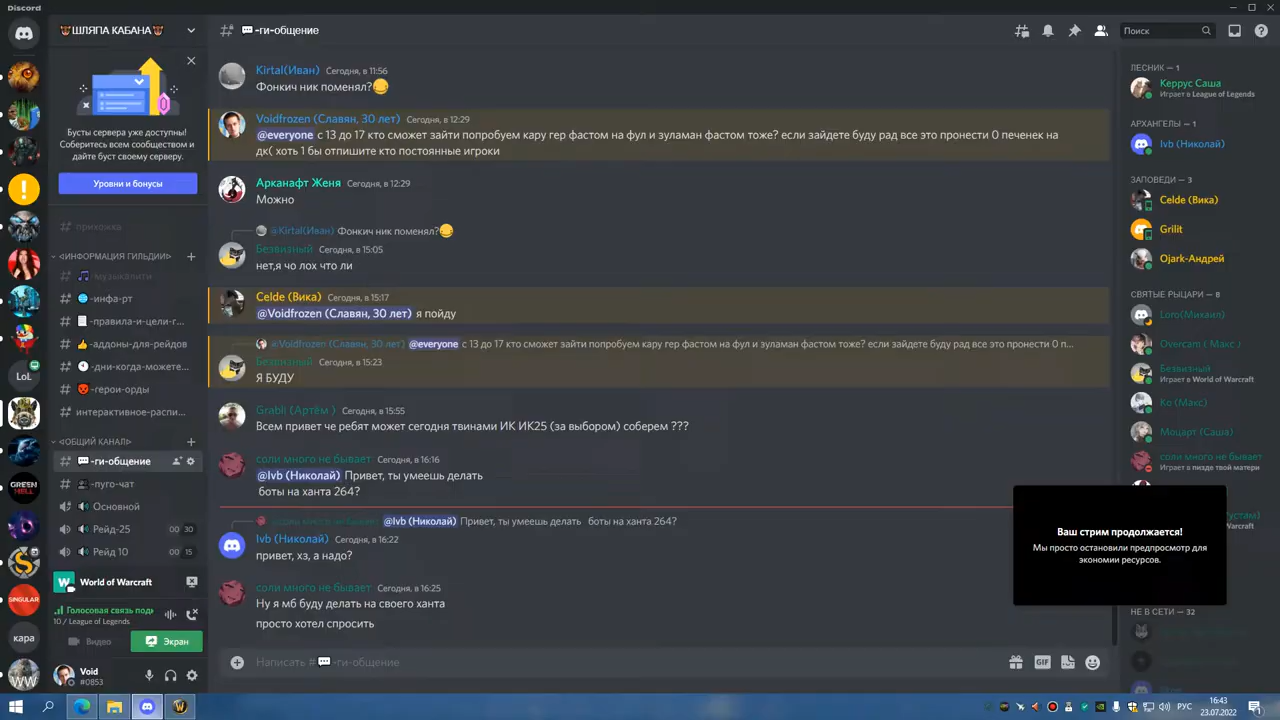 Discord
🐗ШЛЯПА КАБАНА🐗
💬-ги-общение
Поиск
Бусты сервера уже доступны!
Соберитесь всем сообществом и
дайте буст своему серверу.
Уровни и бонусы
прихожка
<ИНФОРМАЦИЯ ГИЛЬДИИ>
🌐-инфа-рт
-правила-и-цели-г...
👍-аддоны-для-рейдов
-дни-когда-можете...
-герои-орды
интерактивное-распи...
<ОБЩИЙ КАНАЛ>
💬-ги-общение
-пуго-чат
Основной
Рейд-25
00 30
Рейд 10
00 15
World of Warcraft
Голосовая связь подк
10 / League of Legends
Видео
Экран
Void
#0853
LoL
GREEN HELL
SINGULAR
кара
WW
Kirtal(Иван) Сегодня, в 11:56
Фонкич ник поменял?
Voidfrozen (Славян, 30 лет) Сегодня, в 12:29
@everyone с 13 до 17 кто сможет зайти попробуем кару гер фастом на фул и зуламан фастом тоже? если зайдете буду рад все это пронести 0 печенек на
дк( хоть 1 бы отпишите кто постоянные игроки
Арканафт Женя Сегодня, в 12:29
Можно
@Kirtal(Иван) Фонкич ник поменял?
Безвизный Сегодня, в 15:05
нет,я чо лох что ли
Celde (Вика) Сегодня, в 15:17
@Voidfrozen (Славян, 30 лет) я пойду
@Voidfrozen (Славян, 30 лет) @everyone с 13 до 17 кто сможет зайти попробуем кару гер фастом на фул и зуламан фастом тоже? если зайдете буду рад все это пронести 0 п...
Безвизный Сегодня, в 15:23
Я БУДУ
Grabli (Артём ) Сегодня, в 15:55
Всем привет че ребят может сегодня твинами ИК ИК25 (за выбором) соберем ???
соли много не бывает Сегодня, в 16:16
@Ivb (Николай) Привет, ты умеешь делать
боты на ханта 264?
соли много не бывает @Ivb (Николай) Привет, ты умеешь делать боты на ханта 264?
Ivb (Николай) Сегодня, в 16:22
привет, хз, а надо?
соли много не бывает Сегодня, в 16:25
Ну я мб буду делать на своего ханта
просто хотел спросить
Написать #💬-ги-общение
GIF
ЛЕСНИК — 1
Керрус Саша
Играет в League of Legends
АРХАНГЕЛЫ — 1
Ivb (Николай)
ЗАПОВЕДИ — 3
Celde (Вика)
Grilit
Ojark-Андрей
СВЯТЫЕ РЫЦАРИ — 8
Loro(Михаил)
Overcam ( Макс )
Безвизный
Играет в World of Warcraft
Ко (Макс)
Моцарт (Саша)
соли много не бывает
Играет в пизде твой матери
Ваш стрим продолжается!
Мы просто остановили предпросмотр для
экономии ресурсов.
НЕ В СЕТИ — 32
РУС
16:43
23.07.2022